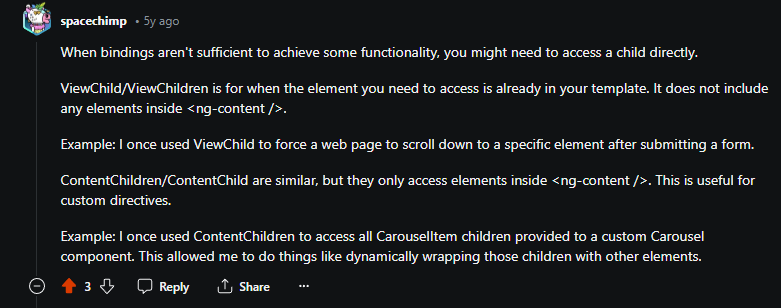 spacechimp • 5y ago
When bindings aren't sufficient to achieve some functionality, you might need to access a child directly.
ViewChild/ViewChildren is for when the element you need to access is already in your template. It does not include
any elements inside <ng-content />.
Example: I once used ViewChild to force a web page to scroll down to a specific element after submitting a form.
ContentChildren/ContentChild are similar, but they only access elements inside <ng-content />. This is useful for
custom directives.
Example: I once used ContentChildren to access all CarouselItem children provided to a custom Carousel
component. This allowed me to do things like dynamically wrapping those children with other elements.
3 Reply Share ...